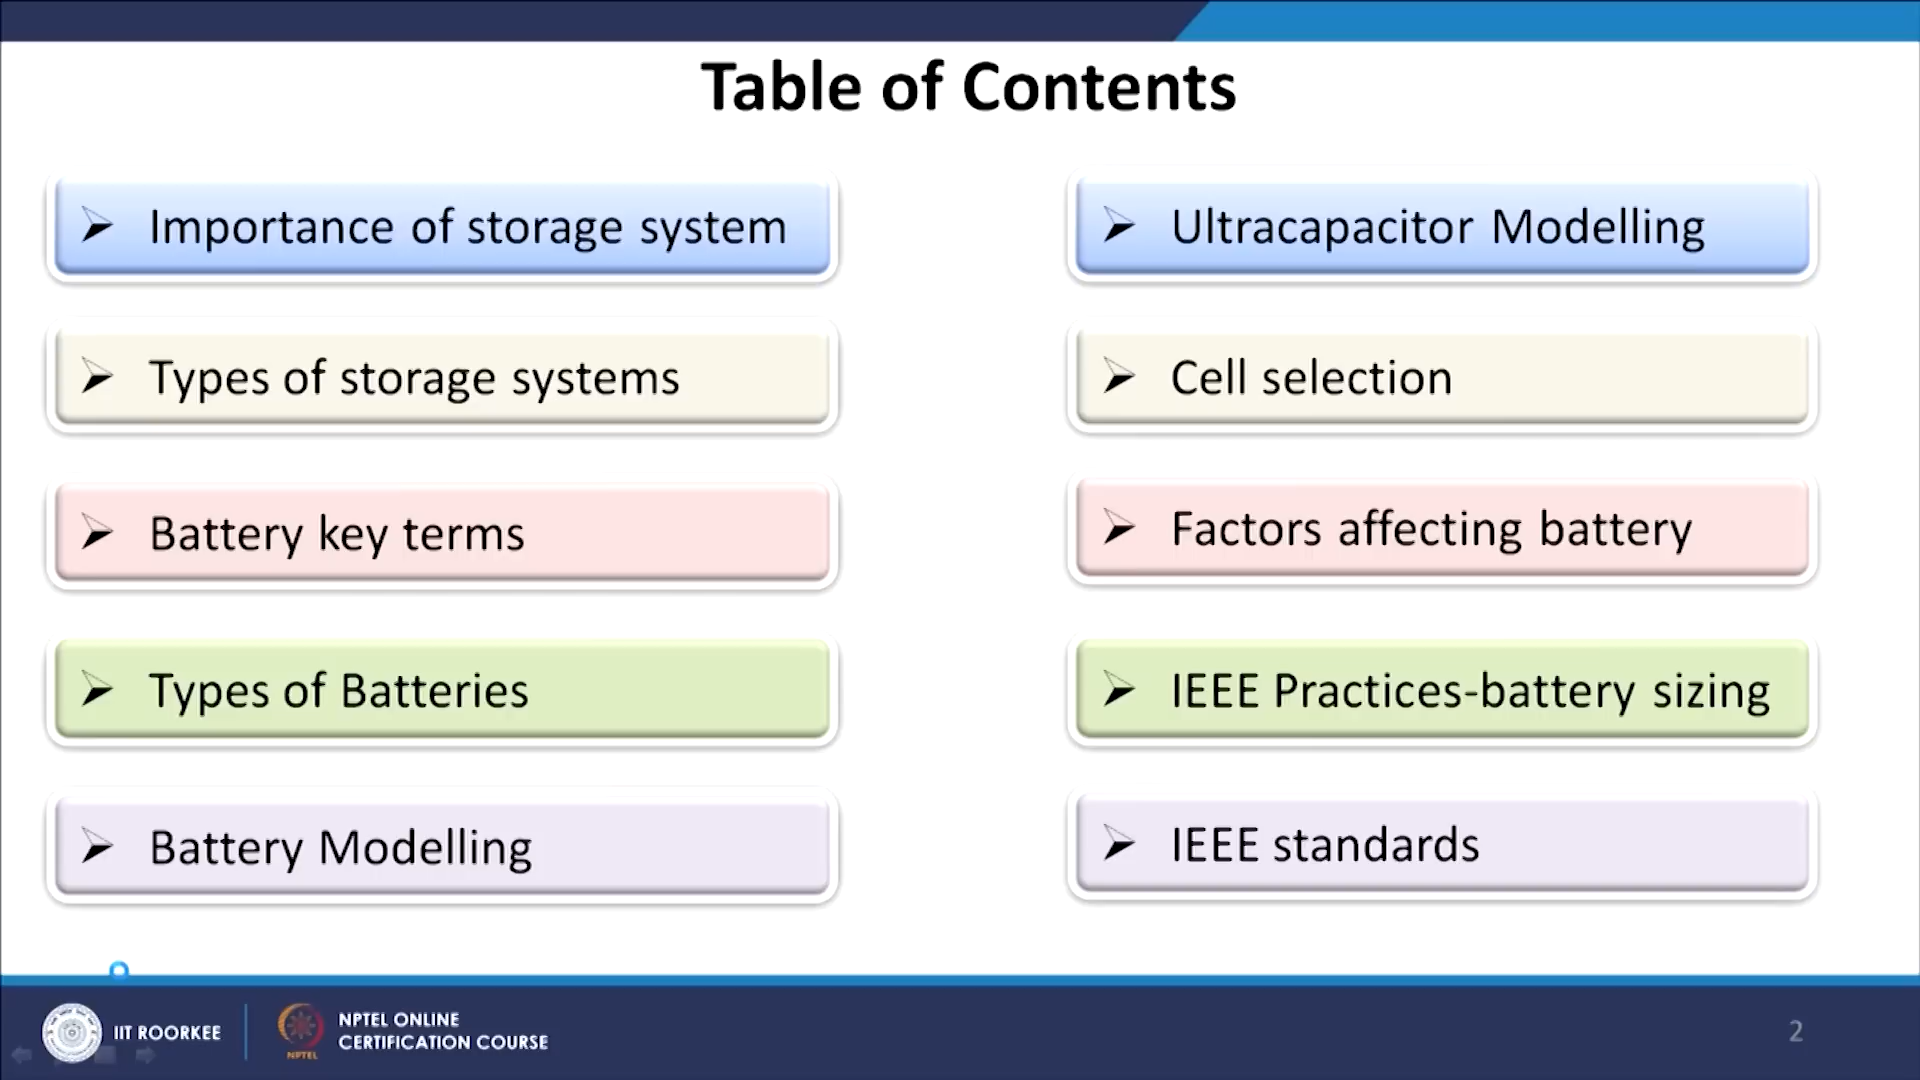 Table of Contents
Importance of storage system
Types of storage systems
Battery key terms
Types of Batteries
Battery Modelling
Ultracapacitor Modelling
Cell selection
Factors affecting battery
IEEE Practices-battery sizing
IEEE standards
IIT ROORKEE
NPTEL
NPTEL ONLINE
CERTIFICATION COURSE
2